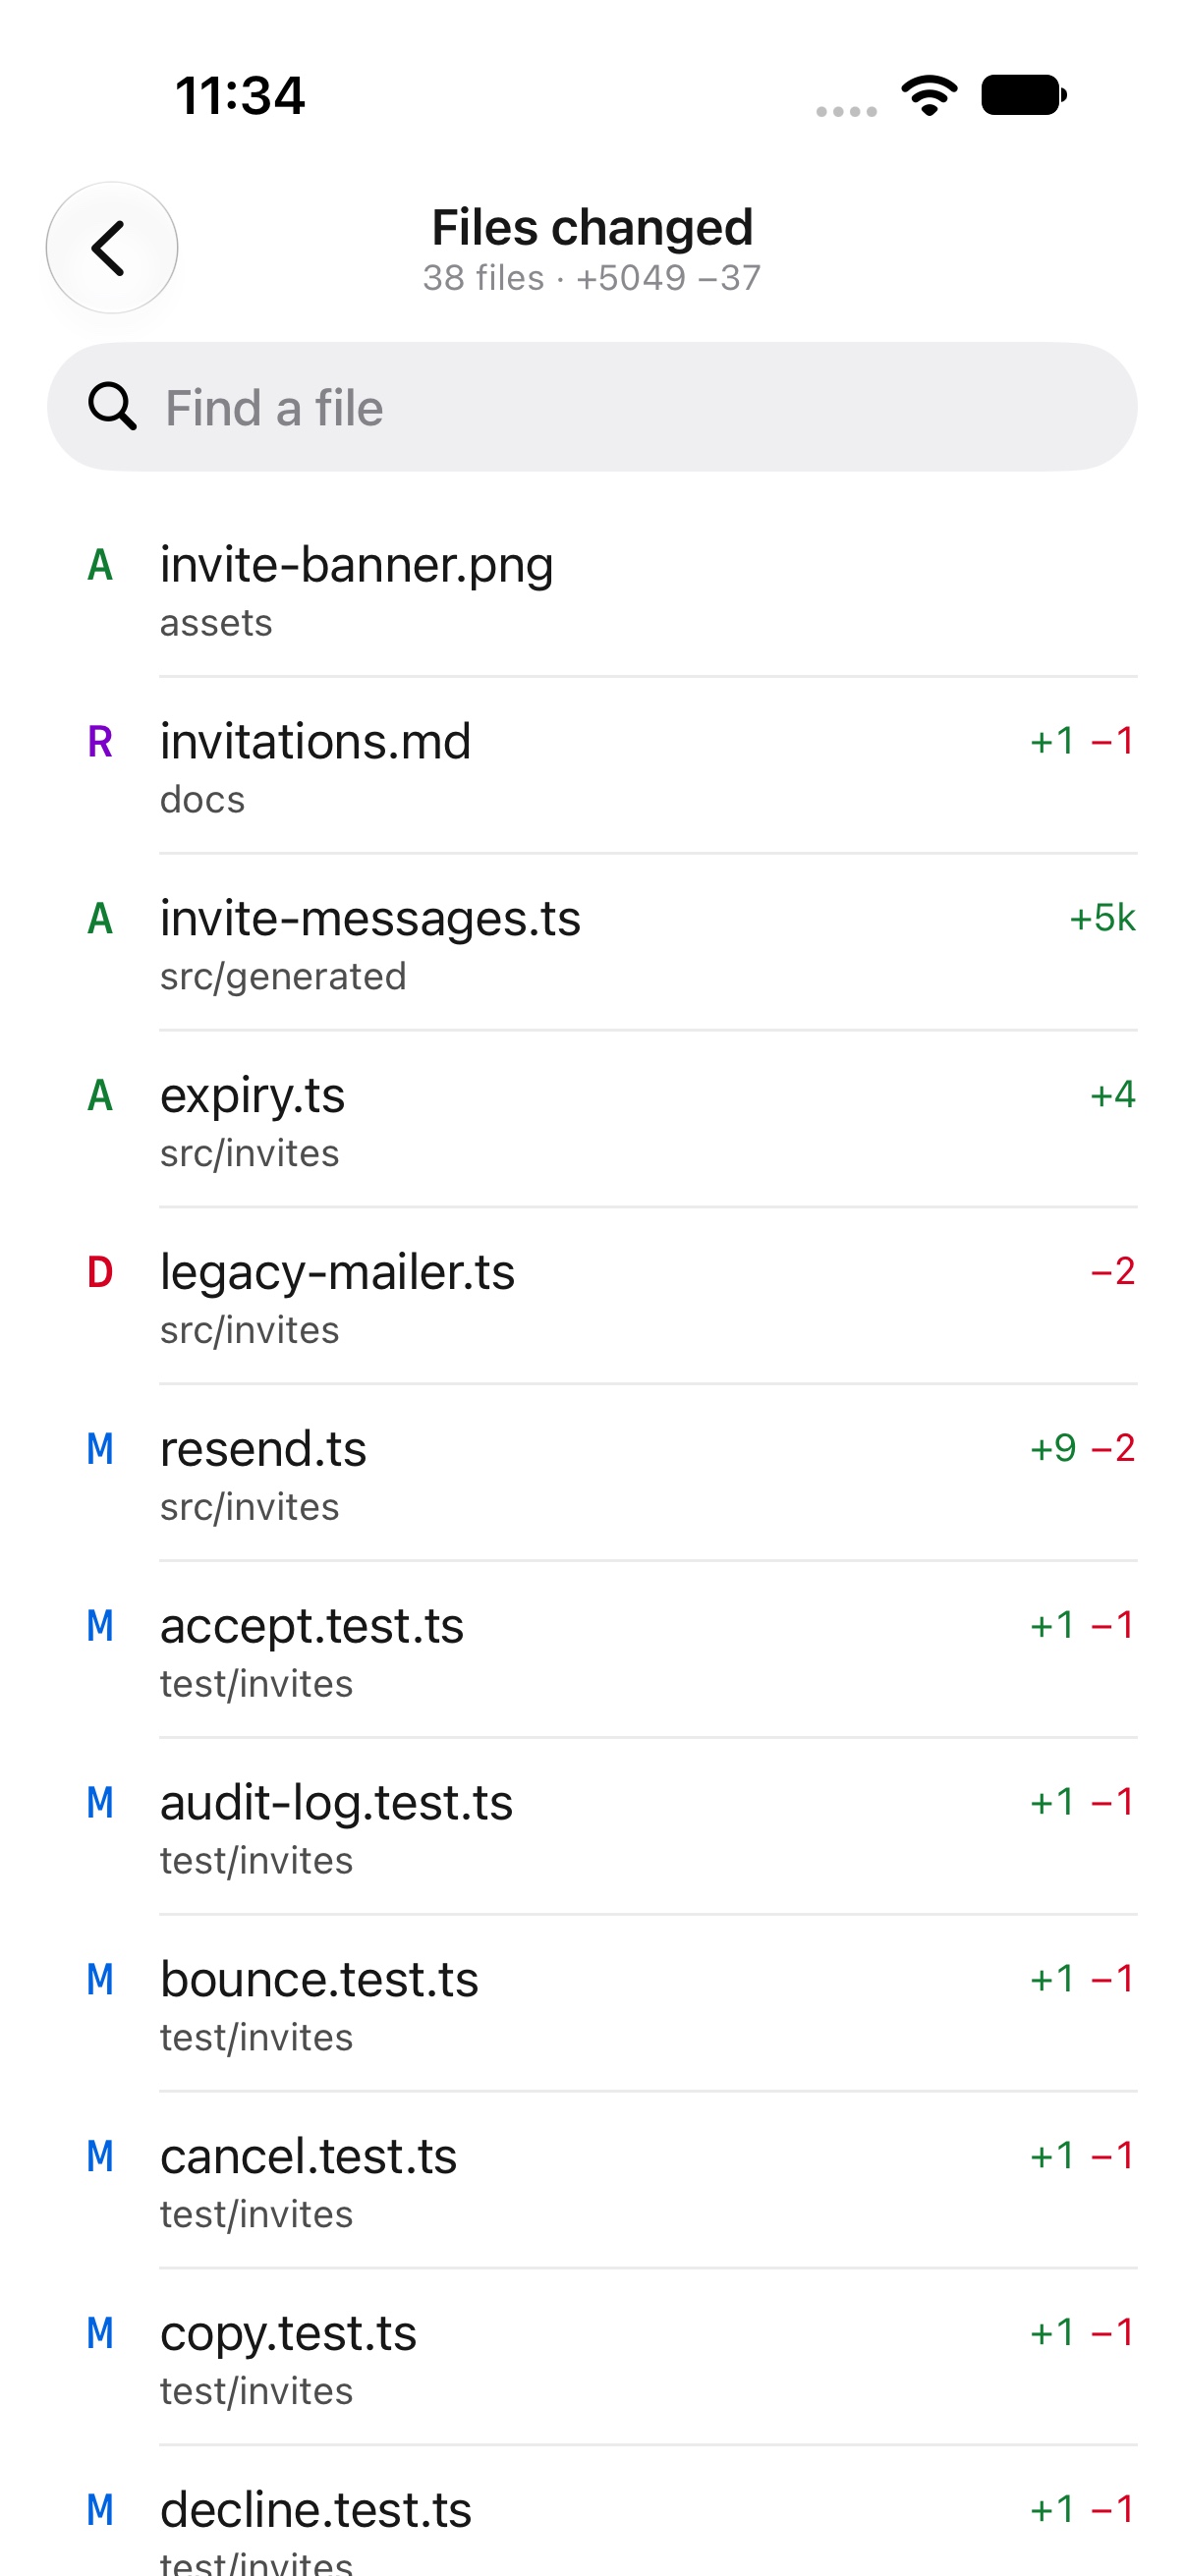 11:34
Files changed
38 files · +5049 −37
Find a file
A invite-banner.png
assets
R invitations.md +1 −1
docs
A invite-messages.ts +5k
src/generated
A expiry.ts +4
src/invites
D legacy-mailer.ts −2
src/invites
M resend.ts +9 −2
src/invites
M accept.test.ts +1 −1
test/invites
M audit-log.test.ts +1 −1
test/invites
M bounce.test.ts +1 −1
test/invites
M cancel.test.ts +1 −1
test/invites
M copy.test.ts +1 −1
test/invites
M decline.test.ts +1 −1
test/invites